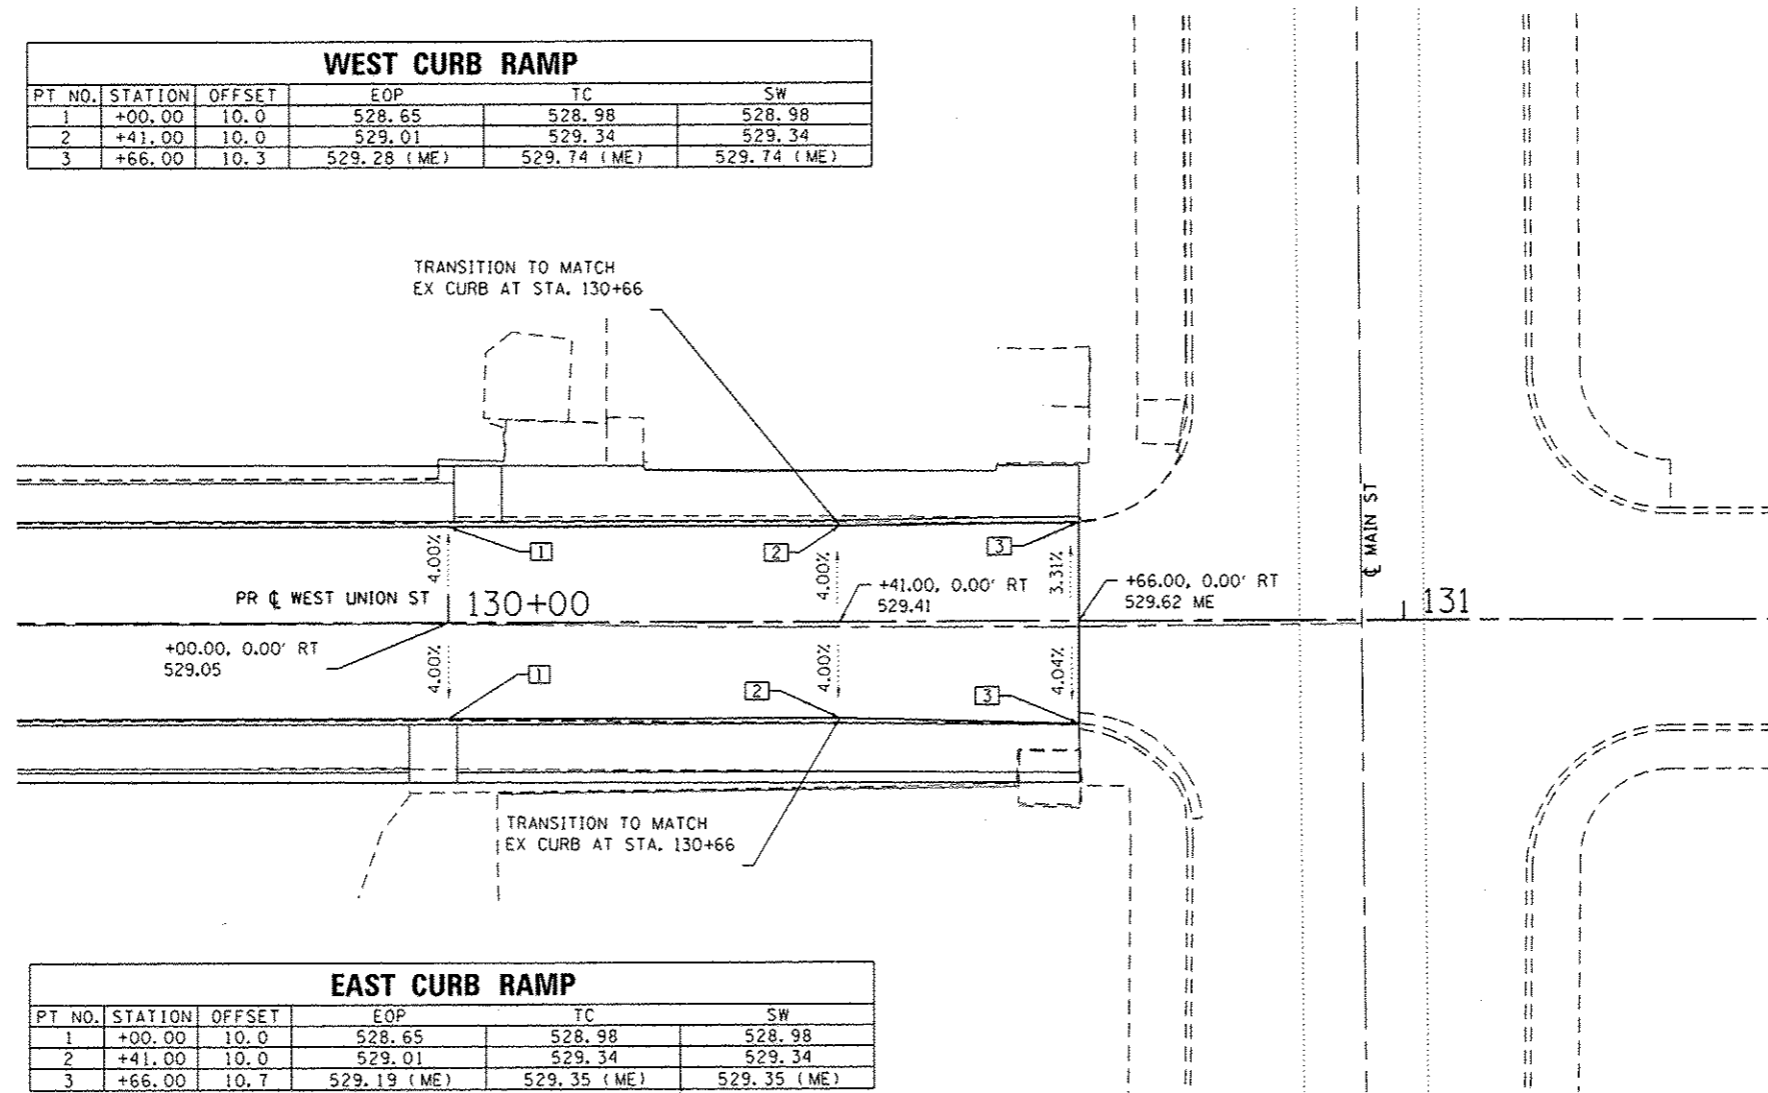 WEST CURB RAMP
PT NO. STATION OFFSET EOP TC SW
1 +00.00 10.0 528.65 528.98 528.98
2 +41.00 10.0 529.01 529.34 529.34
3 +66.00 10.3 529.28 (ME) 529.74 (ME) 529.74 (ME)
TRANSITION TO MATCH
EX CURB AT STA. 130+66
1
2
3
4.00%
4.00%
3.31%
℄ MAIN ST
PR ℄ WEST UNION ST
130+00
+41.00, 0.00' RT
529.41
+66.00, 0.00' RT
529.62 ME
131
+00.00, 0.00' RT
529.05
4.00%
4.00%
4.04%
1
2
3
TRANSITION TO MATCH
EX CURB AT STA. 130+66
EAST CURB RAMP
PT NO. STATION OFFSET EOP TC SW
1 +00.00 10.0 528.65 528.98 528.98
2 +41.00 10.0 529.01 529.34 529.34
3 +66.00 10.7 529.19 (ME) 529.35 (ME) 529.35 (ME)